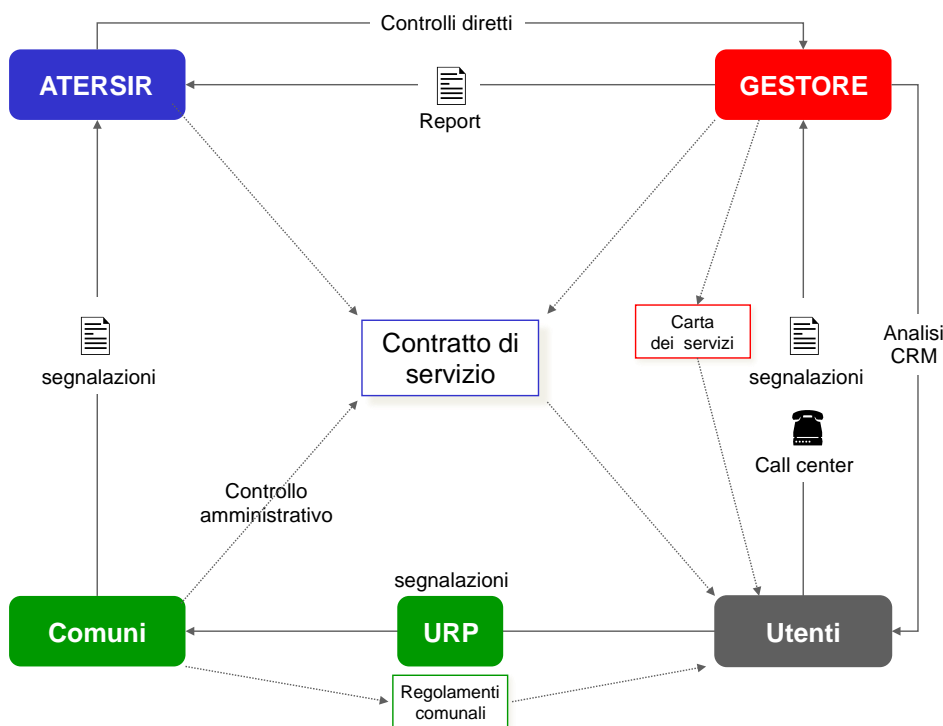 Controlli diretti
ATERSIR
GESTORE
Report
Carta
dei servizi
Analisi
CRM
Contratto di
servizio
segnalazioni
segnalazioni
Call center
Controllo
amministrativo
segnalazioni
Comuni
URP
Utenti
Regolamenti
comunali